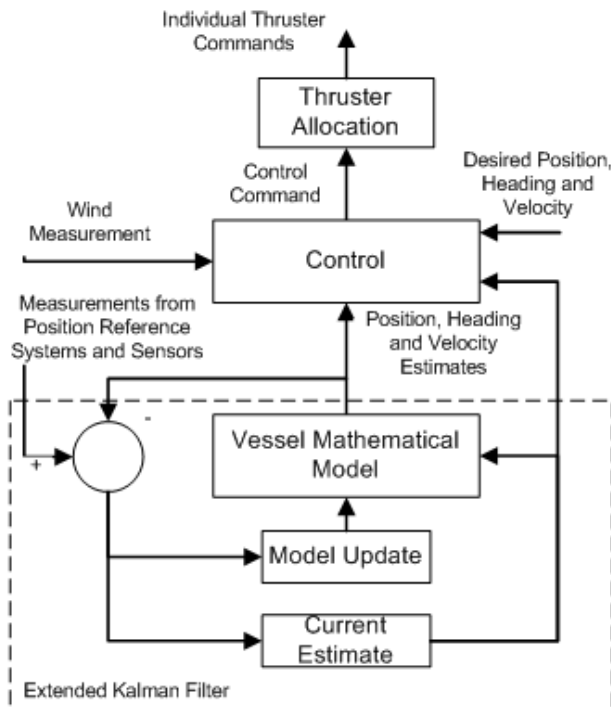 Individual Thruster
Commands
Thruster
Allocation
Control
Command
Desired Position,
Heading and
Velocity
Wind
Measurement
Control
Measurements from
Position Reference
Systems and Sensors
Position, Heading
and Velocity
Estimates
-
+
Vessel Mathematical
Model
Model Update
Current
Estimate
Extended Kalman Filter